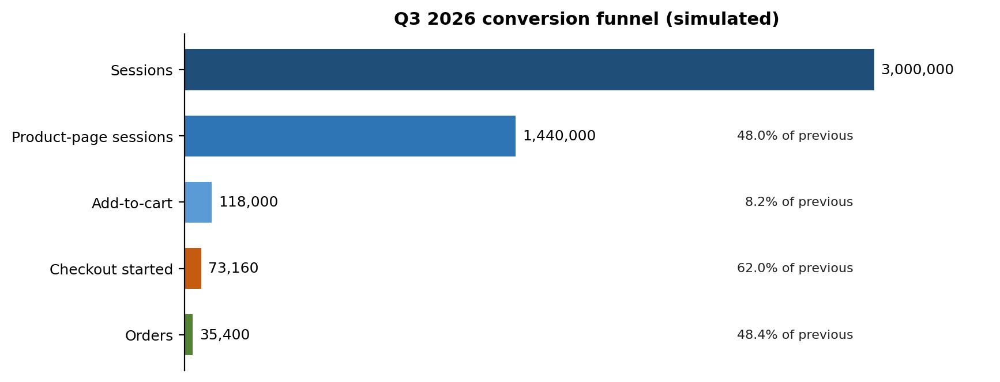 Q3 2026 conversion funnel (simulated)
Sessions 3,000,000
Product-page sessions 1,440,000 48.0% of previous
Add-to-cart 118,000 8.2% of previous
Checkout started 73,160 62.0% of previous
Orders 35,400 48.4% of previous